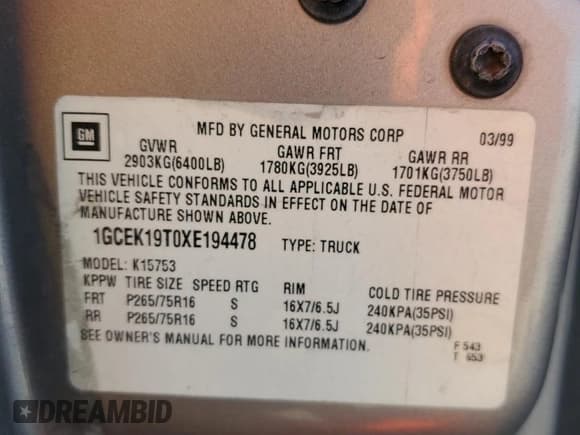 GM
MFD BY GENERAL MOTORS CORP 03/99
GVWR GAWR FRT GAWR RR
2903KG(6400LB) 1780KG(3925LB) 1701KG(3750LB)
THIS VEHICLE CONFORMS TO ALL APPLICABLE U.S. FEDERAL MOTOR
VEHICLE SAFETY STANDARDS IN EFFECT ON THE DATE OF
MANUFACTURE SHOWN ABOVE.
1GCEK19T0XE194478 TYPE: TRUCK
MODEL: K15753
KPPW TIRE SIZE SPEED RTG RIM COLD TIRE PRESSURE
FRT P265/75R16 S 16X7/6.5J 240KPA(35PSI)
RR P265/75R16 S 16X7/6.5J 240KPA(35PSI)
SEE OWNER'S MANUAL FOR MORE INFORMATION.
F 543
T 653
DREAMBID